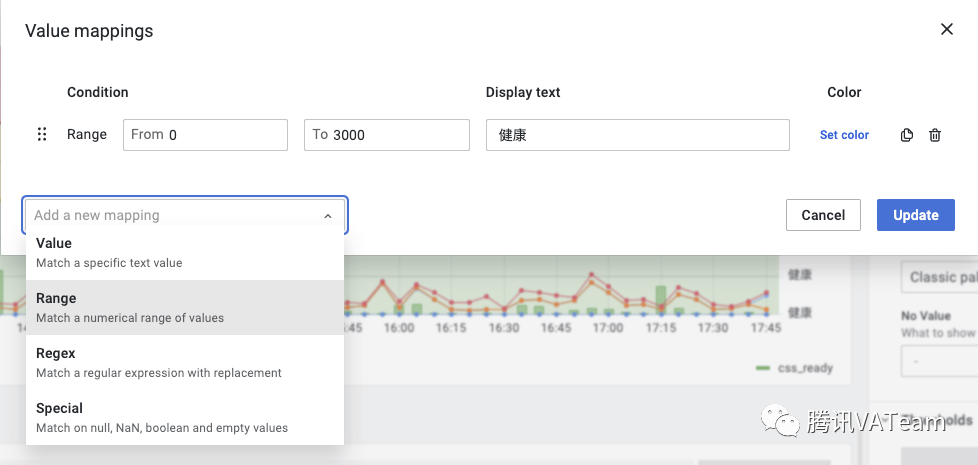 Value mappings
Condition Display text Color
Range From 0 To 3000 健康 Set color
Add a new mapping Cancel Update
Value
Match a specific text value
Range
Match a numerical range of values
Regex
Match a regular expression with replacement
Special
Match on null, NaN, boolean and empty values
健康
健康
:45 16:00 16:15 16:30 16:45 17:00 17:15 17:30 17:45
css_ready
Classic pal
No Value
What to show
-
腾讯VATeam